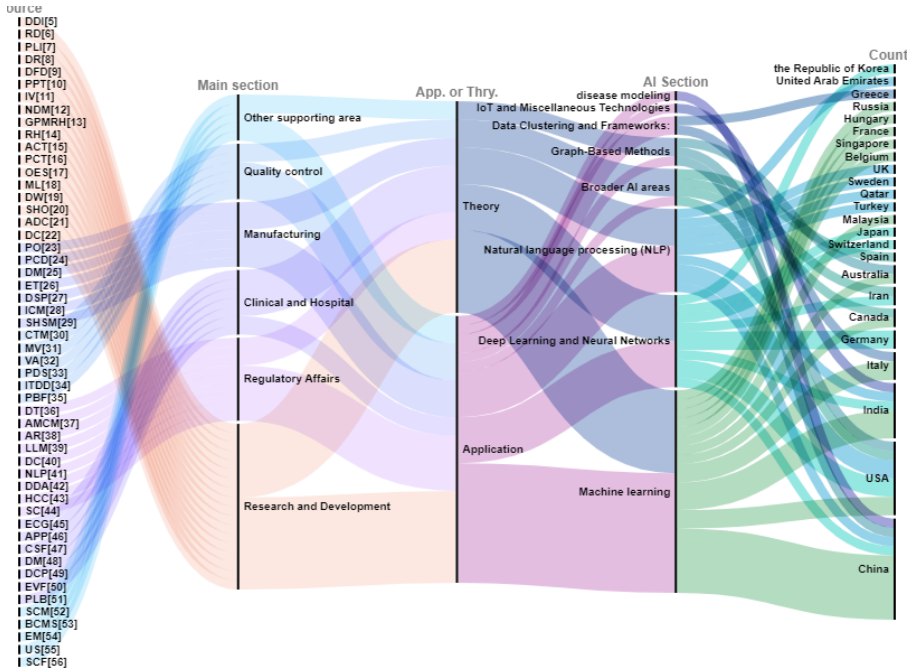 ource
DDI[5]
RD[6]
PLI[7]
DR[8]
DFD[9]
PPT[10]
IV[11]
NDM[12]
GPMRH[13]
RH[14]
ACT[15]
PCT[16]
OES[17]
ML[18]
DW[19]
SHO[20]
ADC[21]
DC[22]
PO[23]
PCD[24]
DM[25]
ET[26]
DSP[27]
ICM[28]
SHSM[29]
CTM[30]
MV[31]
VA[32]
PDS[33]
ITDD[34]
PBF[35]
DT[36]
AMCM[37]
AR[38]
LLM[39]
DC[40]
NLP[41]
DDA[42]
HCC[43]
SC[44]
ECG[45]
APP[46]
CSF[47]
DM[48]
DCP[49]
EVF[50]
PLB[51]
SCM[52]
BCMS[53]
EM[54]
US[55]
SCF[56]
Main section
Other supporting area
Quality control
Manufacturing
Clinical and Hospital
Regulatory Affairs
Research and Development
App. or Thry.
Theory
Application
AI Section
disease modeling
IoT and Miscellaneous Technologies
Data Clustering and Frameworks:
Graph-Based Methods
Broader AI areas
Natural language processing (NLP)
Deep Learning and Neural Networks
Machine learning
Count
the Republic of Korea
United Arab Emirates
Greece
Russia
Hungary
France
Singapore
Belgium
UK
Sweden
Qatar
Turkey
Malaysia
Japan
Switzerland
Spain
Australia
Iran
Canada
Germany
Italy
India
USA
China